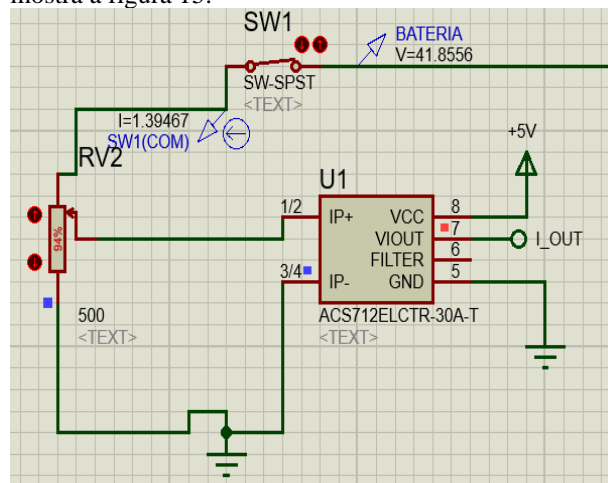 mostra a figura 15.
SW1
BATERIA
V=41.8556
SW-SPST
<TEXT>
I=1.39467
SW1(COM)
RV2
+5V
U1
94%
1/2
IP+
VCC
8
VIOUT
7
I_OUT
FILTER
6
3/4
IP-
GND
5
500
<TEXT>
ACS712ELCTR-30A-T
<TEXT>